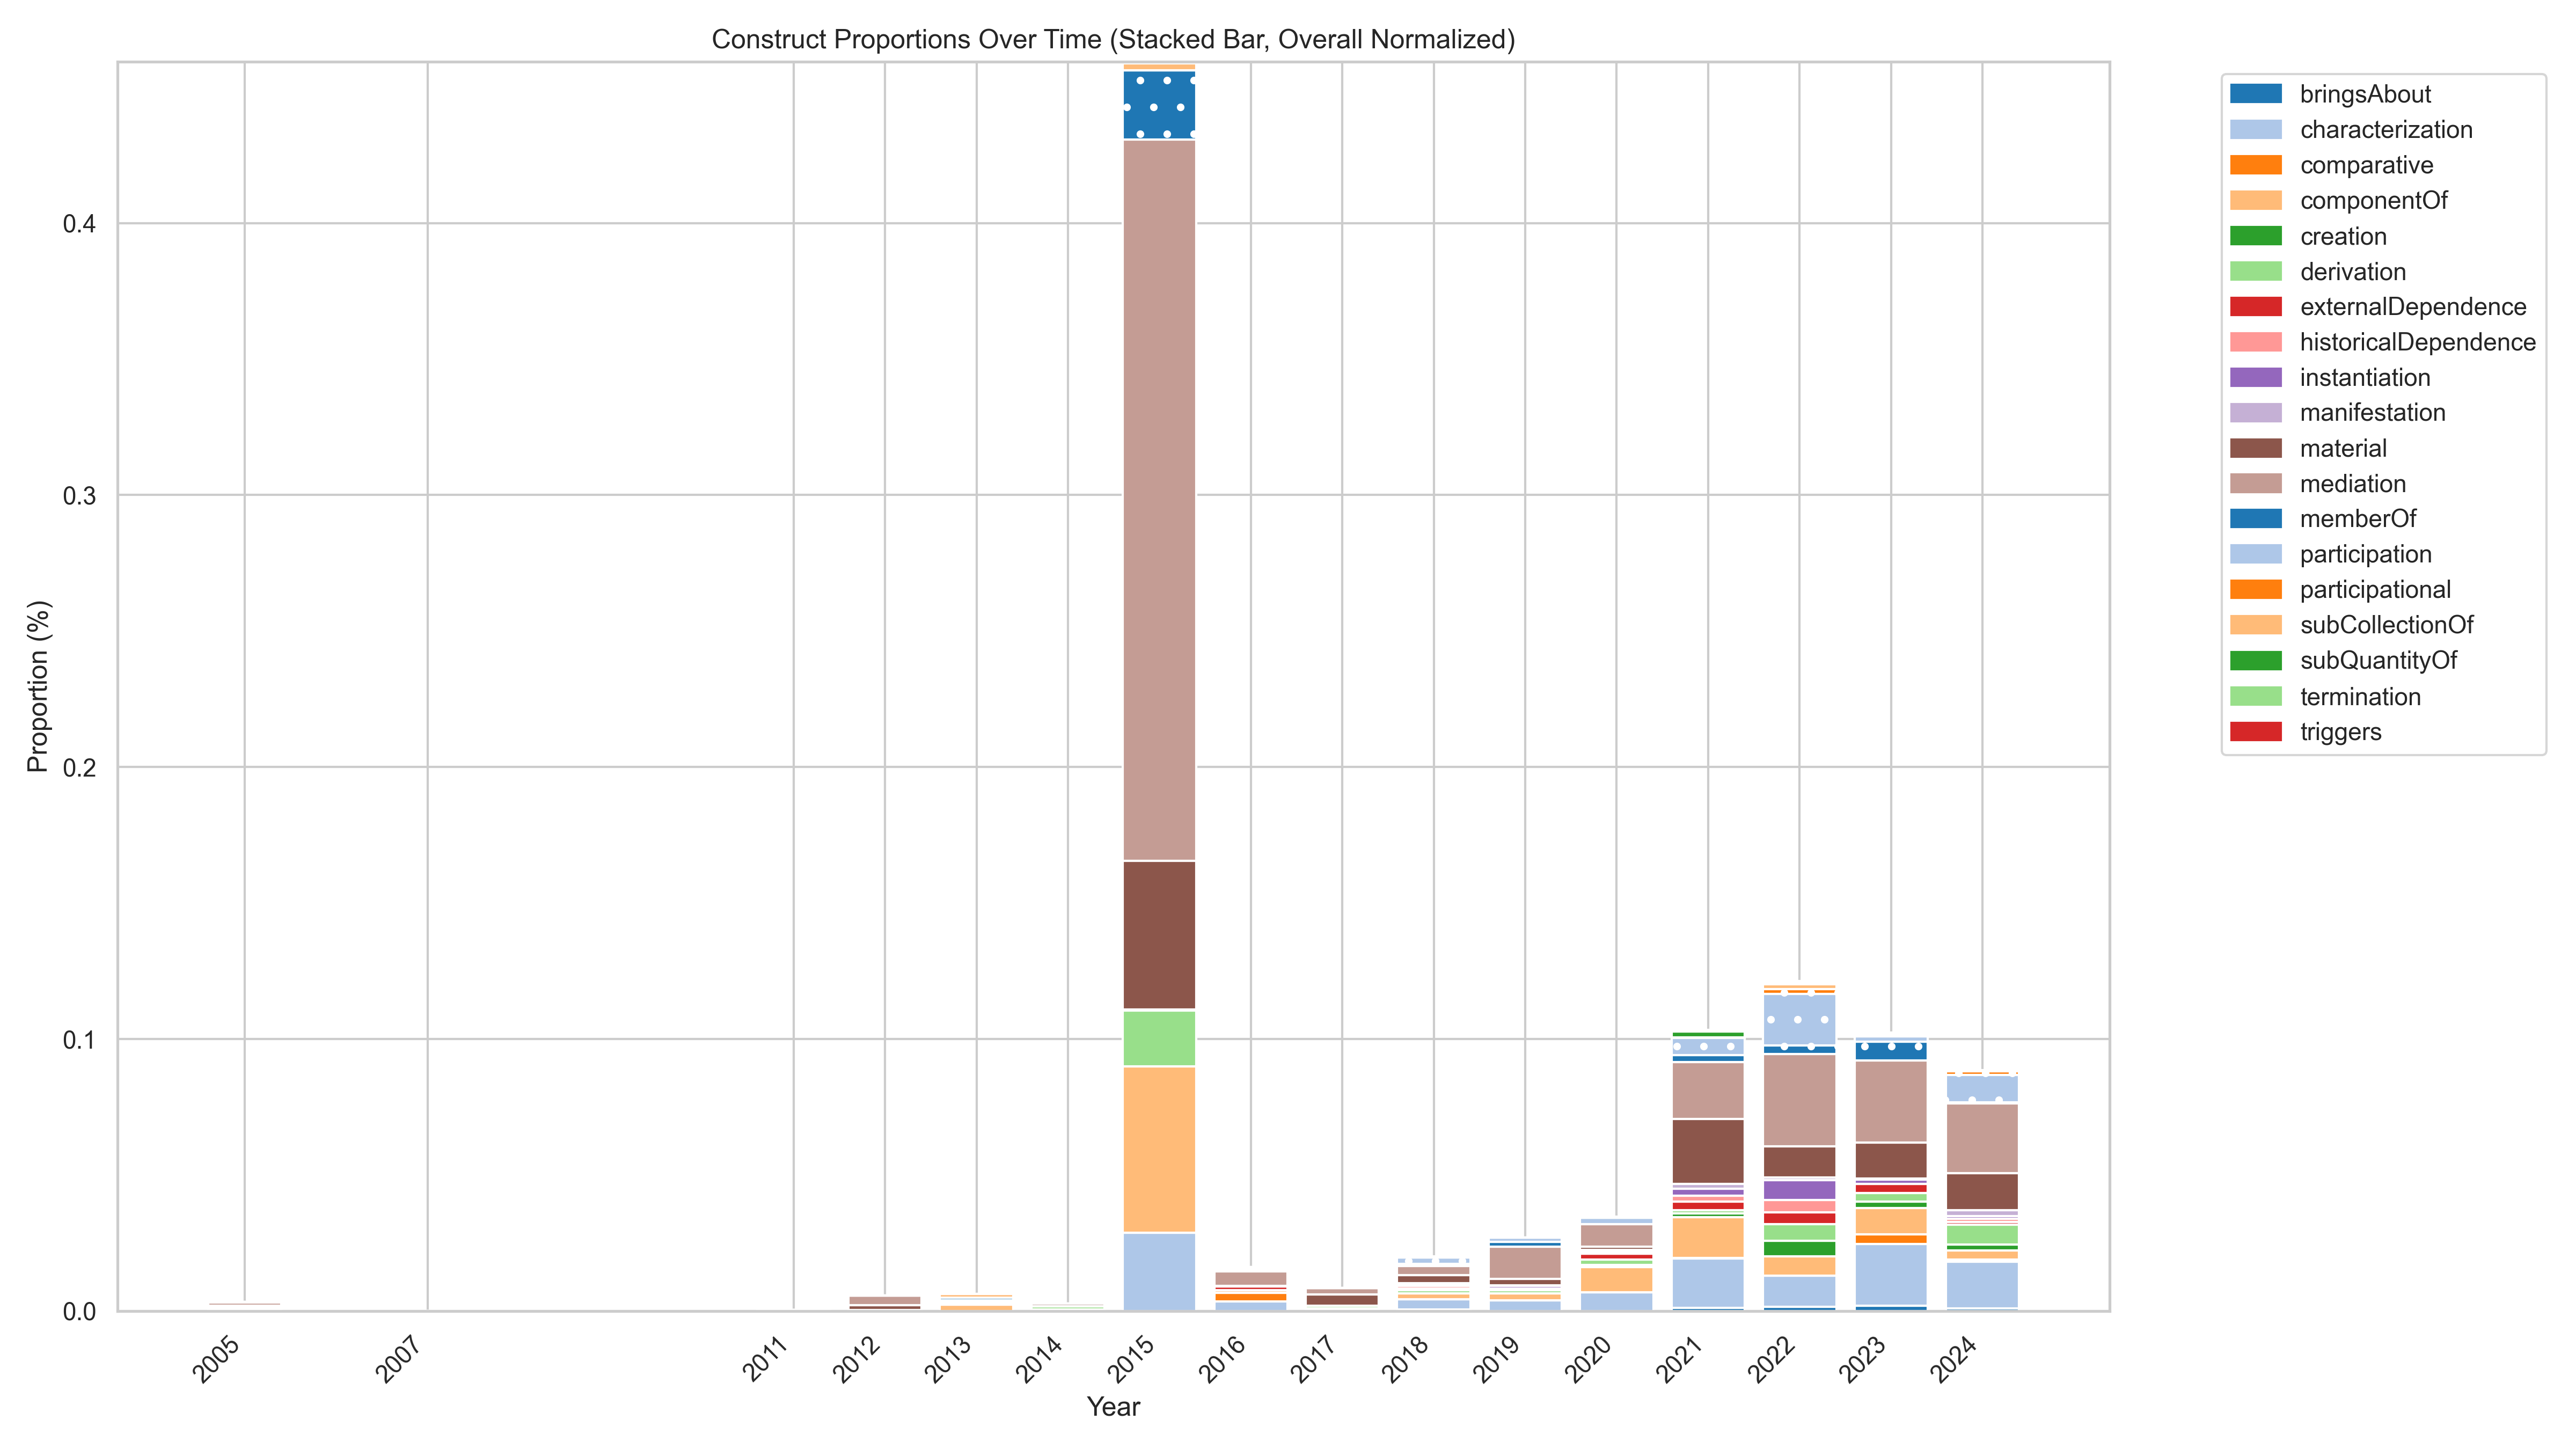 Construct Proportions Over Time (Stacked Bar, Overall Normalized)
Proportion (%)
0.4
0.3
0.2
0.1
0.0
2005
2007
2011
2012
2013
2014
2015
2016
2017
2018
2019
2020
2021
2022
2023
2024
Year
bringsAbout
characterization
comparative
componentOf
creation
derivation
externalDependence
historicalDependence
instantiation
manifestation
material
mediation
memberOf
participation
participational
subCollectionOf
subQuantityOf
termination
triggers